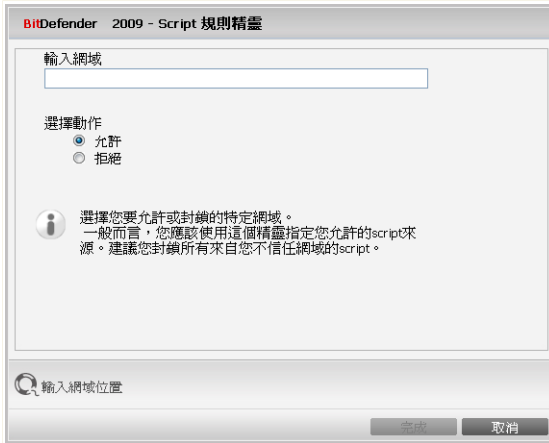 BitDefender 2009 - Script 規則精靈
輸入網域
選擇動作
允許
拒絕
選擇您要允許或封鎖的特定網域。
一般而言，您應該使用這個精靈指定您允許的script來
源。建議您封鎖所有來自您不信任網域的script。
輸入網域位置
完成
取消